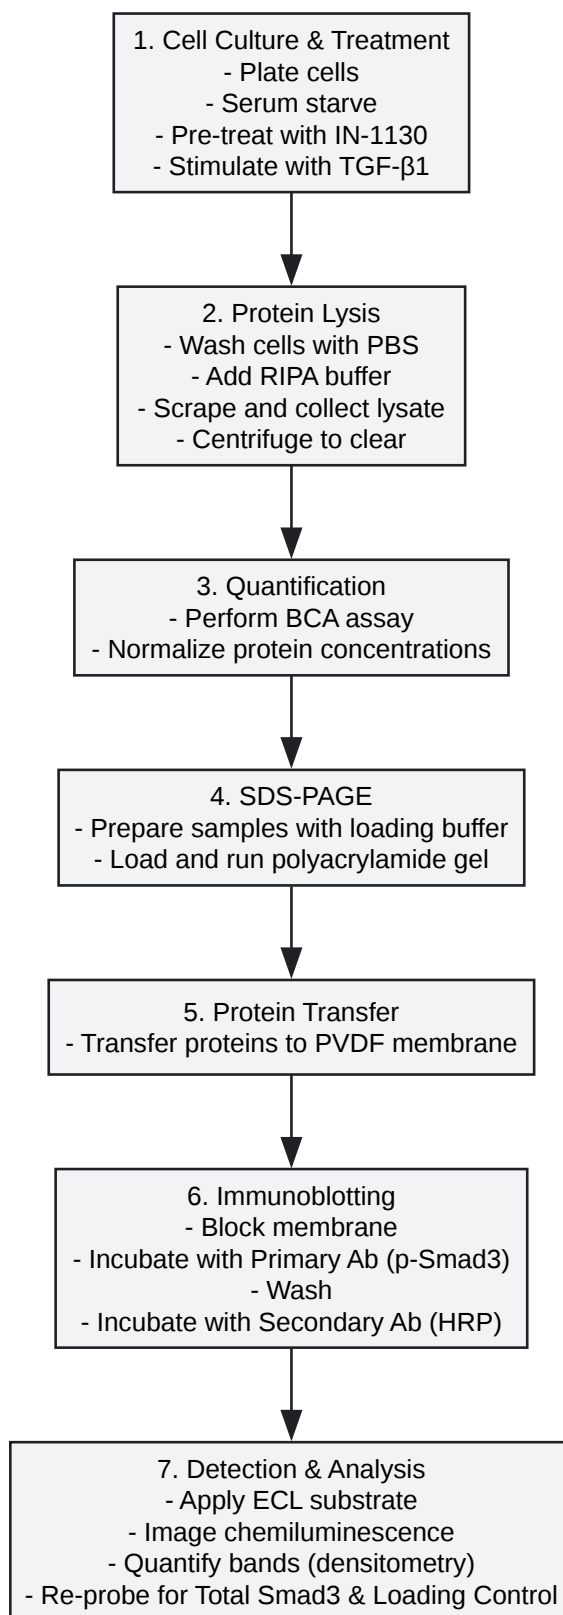 1. Cell Culture & Treatment
- Plate cells
- Serum starve
- Pre-treat with IN-1130
- Stimulate with TGF-β1
2. Protein Lysis
- Wash cells with PBS
- Add RIPA buffer
- Scrape and collect lysate
- Centrifuge to clear
3. Quantification
- Perform BCA assay
- Normalize protein concentrations
4. SDS-PAGE
- Prepare samples with loading buffer
- Load and run polyacrylamide gel
5. Protein Transfer
- Transfer proteins to PVDF membrane
6. Immunoblotting
- Block membrane
- Incubate with Primary Ab (p-Smad3)
- Wash
- Incubate with Secondary Ab (HRP)
7. Detection & Analysis
- Apply ECL substrate
- Image chemiluminescence
- Quantify bands (densitometry)
- Re-probe for Total Smad3 & Loading Control